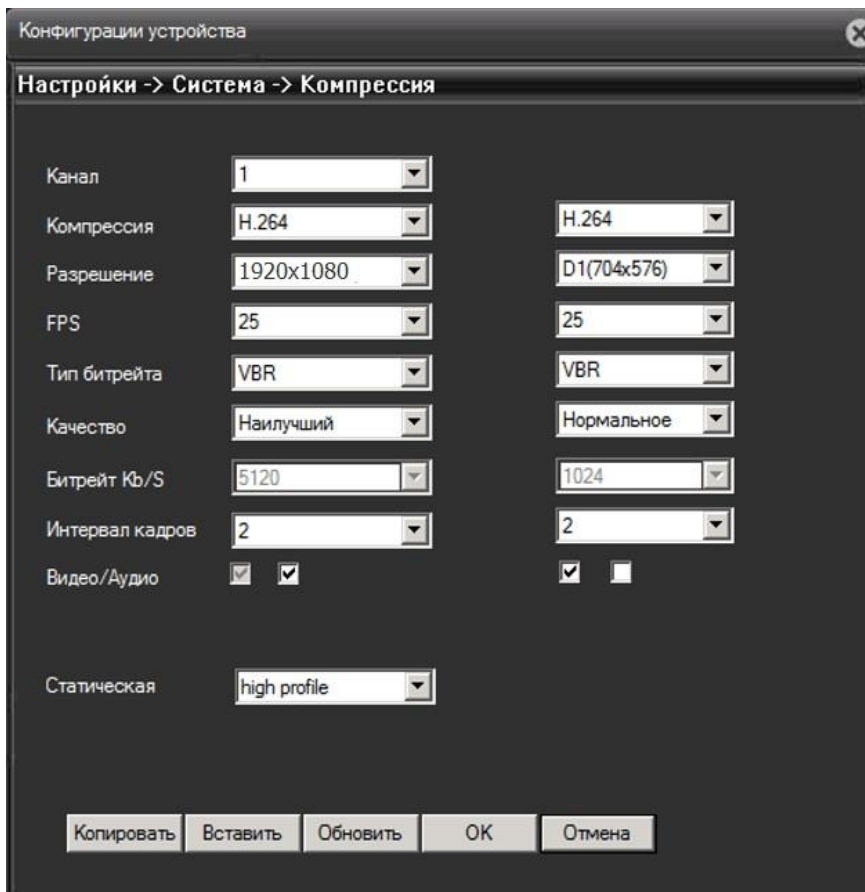 Конфигурации устройства
Настройки -> Система -> Компрессия
Канал 1
Компрессия H.264 H.264
Разрешение 1920x1080 D1(704x576)
FPS 25 25
Тип битрейта VBR VBR
Качество Наилучший Нормальное
Битрейт Kb/S 5120 1024
Интервал кадров 2 2
Видео/Аудио
Статическая high profile
Копировать Вставить Обновить OK Отмена